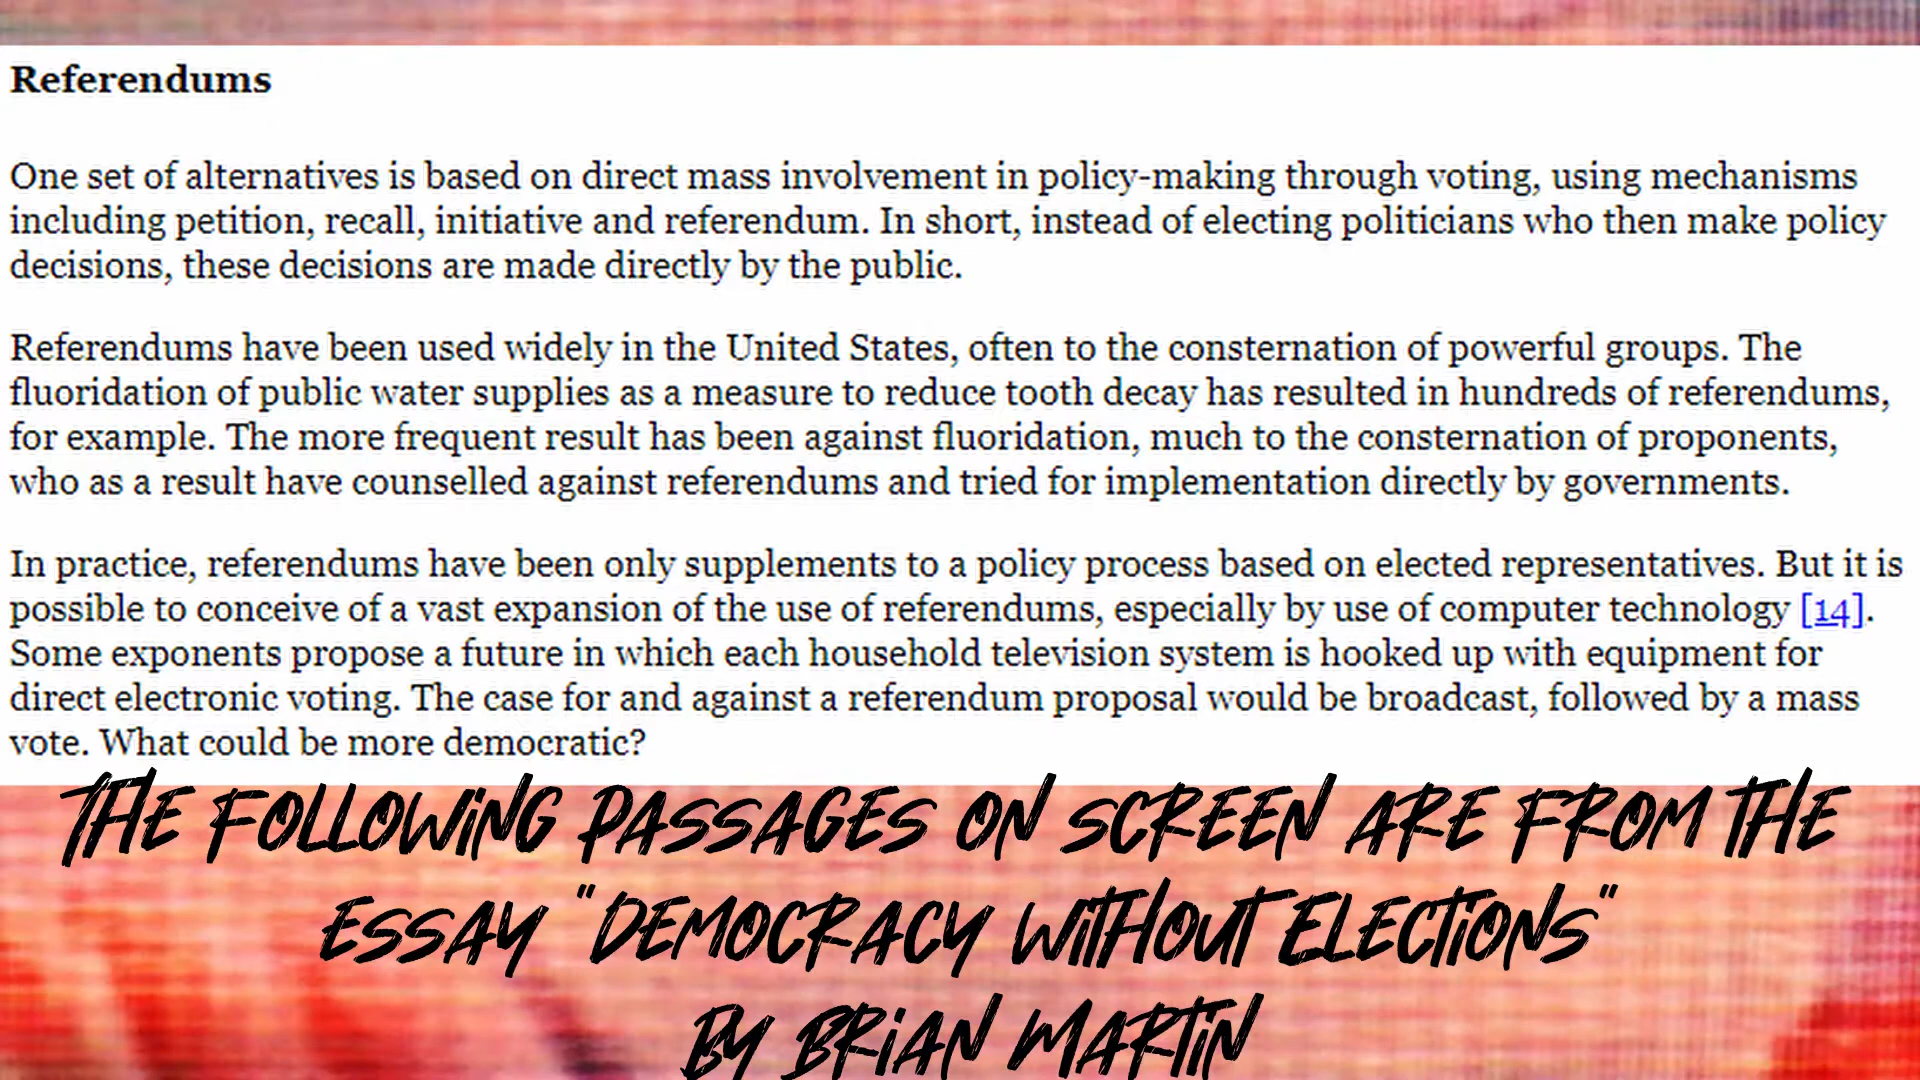 Referendums
One set of alternatives is based on direct mass involvement in policy-making through voting, using mechanisms
including petition, recall, initiative and referendum. In short, instead of electing politicians who then make policy
decisions, these decisions are made directly by the public.
Referendums have been used widely in the United States, often to the consternation of powerful groups. The
fluoridation of public water supplies as a measure to reduce tooth decay has resulted in hundreds of referendums,
for example. The more frequent result has been against fluoridation, much to the consternation of proponents,
who as a result have counselled against referendums and tried for implementation directly by governments.
In practice, referendums have been only supplements to a policy process based on elected representatives. But it is
possible to conceive of a vast expansion of the use of referendums, especially by use of computer technology [14].
Some exponents propose a future in which each household television system is hooked up with equipment for
direct electronic voting. The case for and against a referendum proposal would be broadcast, followed by a mass
vote. What could be more democratic?
THE FOLLOWING PASSAGES ON SCREEN ARE FROM THE
ESSAY "DEMOCRACY WITHOUT ELECTIONS"
BY BRIAN MARTIN